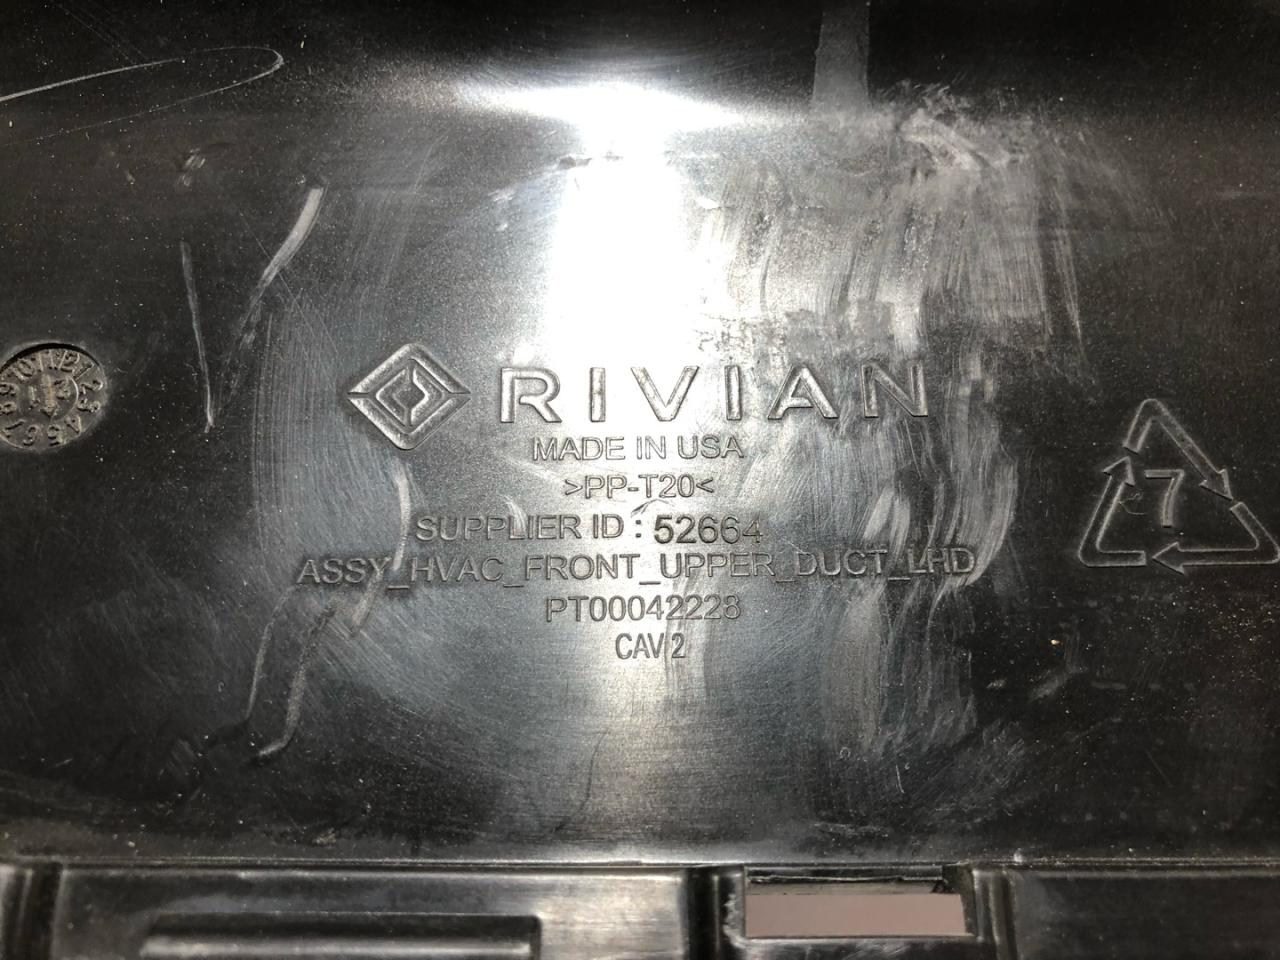 RIVIAN
MADE IN USA
>PP-T20<
SUPPLIER ID : 52664
ASSY_HVAC_FRONT_UPPER_DUCT_LHD
PT00042228
CAV 2
7